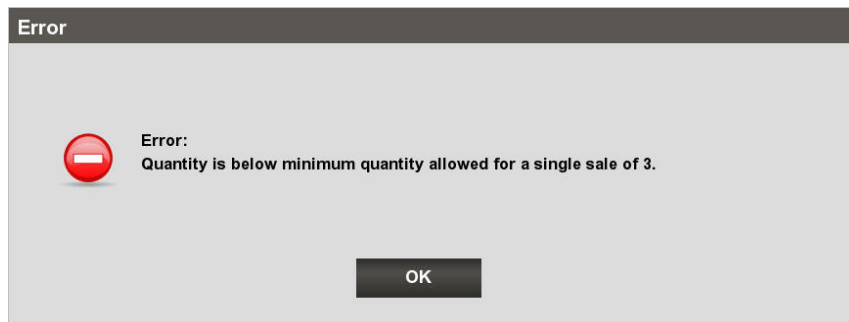 Error
Error:
Quantity is below minimum quantity allowed for a single sale of 3.
OK